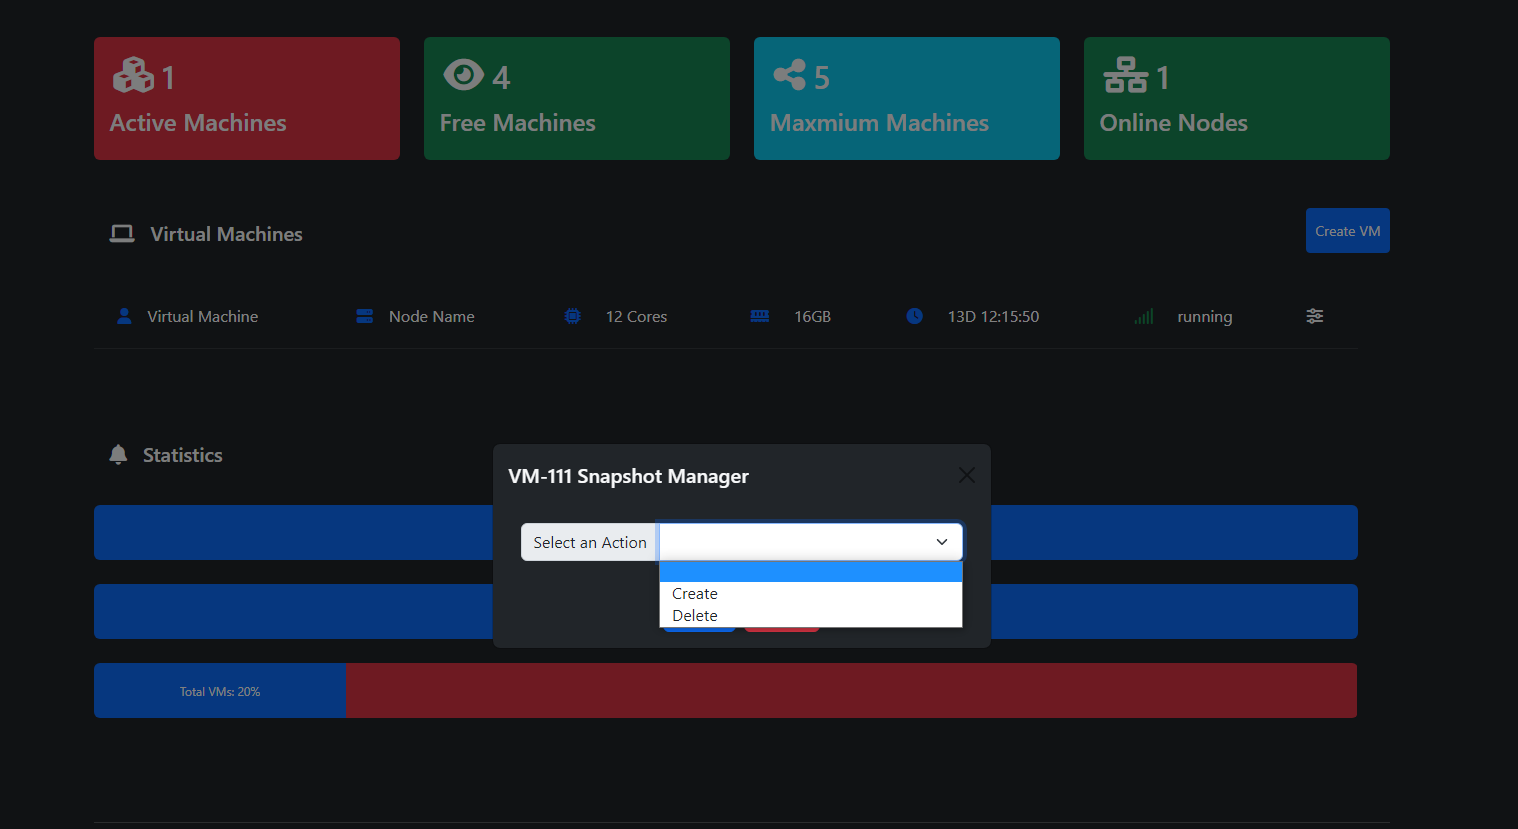 1
Active Machines
4
Free Machines
5
Maxmium Machines
1
Online Nodes
Virtual Machines
Create VM
Virtual Machine
Node Name
12 Cores
16GB
13D 12:15:50
running
Statistics
VM-111 Snapshot Manager
Select an Action
Create
Delete
Total VMs: 20%